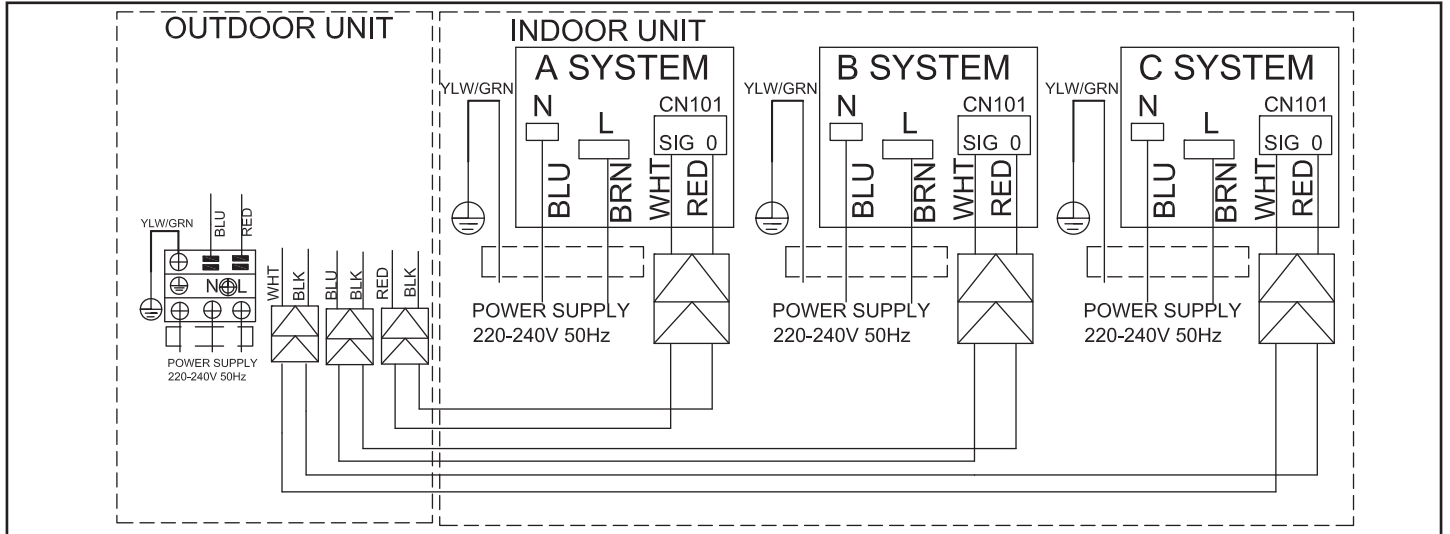 OUTDOOR UNIT
YLW/GRN
BLU
RED
N L
POWER SUPPLY
220-240V 50Hz
WHT
BLK
BLU
BLK
RED
BLK
INDOOR UNIT
A SYSTEM
YLW/GRN
N
L
CN101
SIG 0
BLU
BRN
WHT
RED
POWER SUPPLY
220-240V 50Hz
B SYSTEM
YLW/GRN
N
L
CN101
SIG 0
BLU
BRN
WHT
RED
POWER SUPPLY
220-240V 50Hz
C SYSTEM
YLW/GRN
N
L
CN101
SIG 0
BLU
BRN
WHT
RED
POWER SUPPLY
220-240V 50Hz